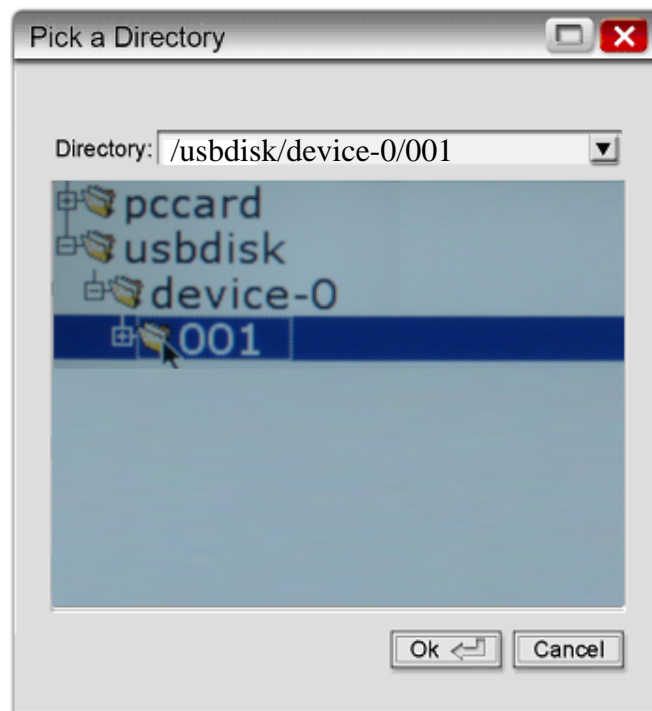 Pick a Directory
Directory: /usbdisk/device-0/001
pccard
usbdisk
device-0
001
Ok Cancel